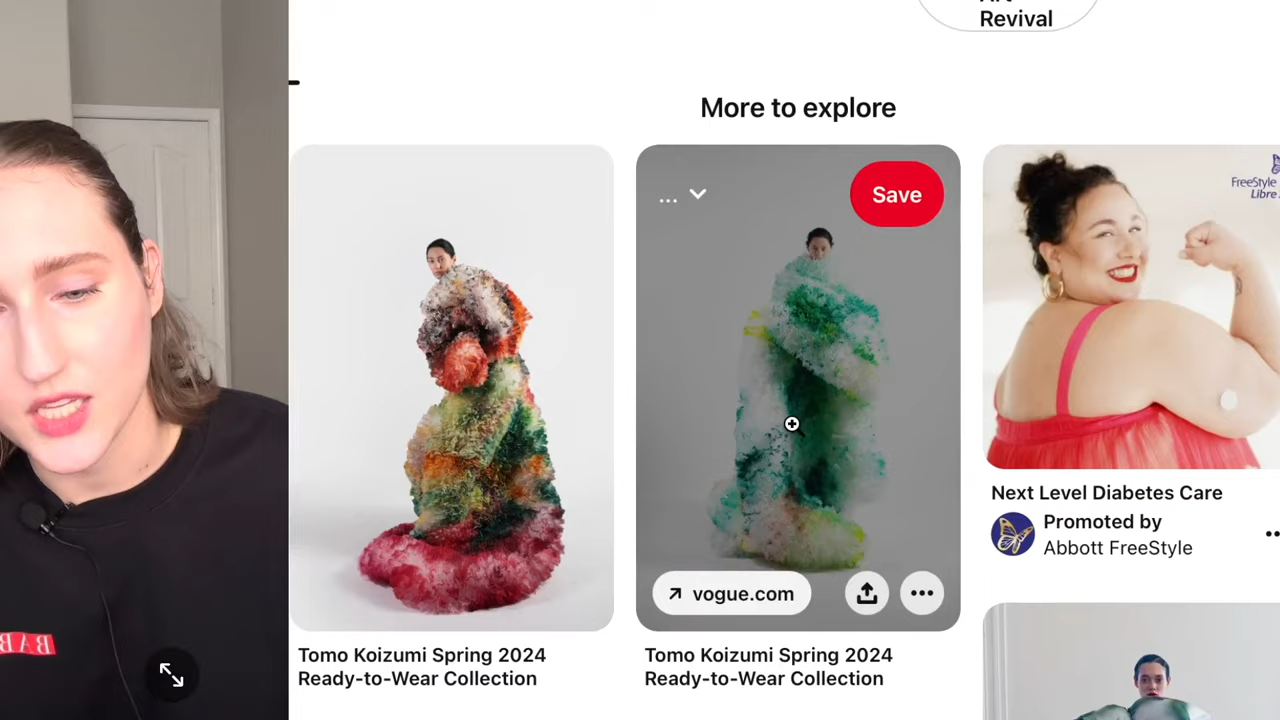 Revival
More to explore
... 
Save
FreeStyle
Libre
vogue.com
Next Level Diabetes Care
Promoted by
Abbott FreeStyle
Tomo Koizumi Spring 2024
Ready-to-Wear Collection
Tomo Koizumi Spring 2024
Ready-to-Wear Collection